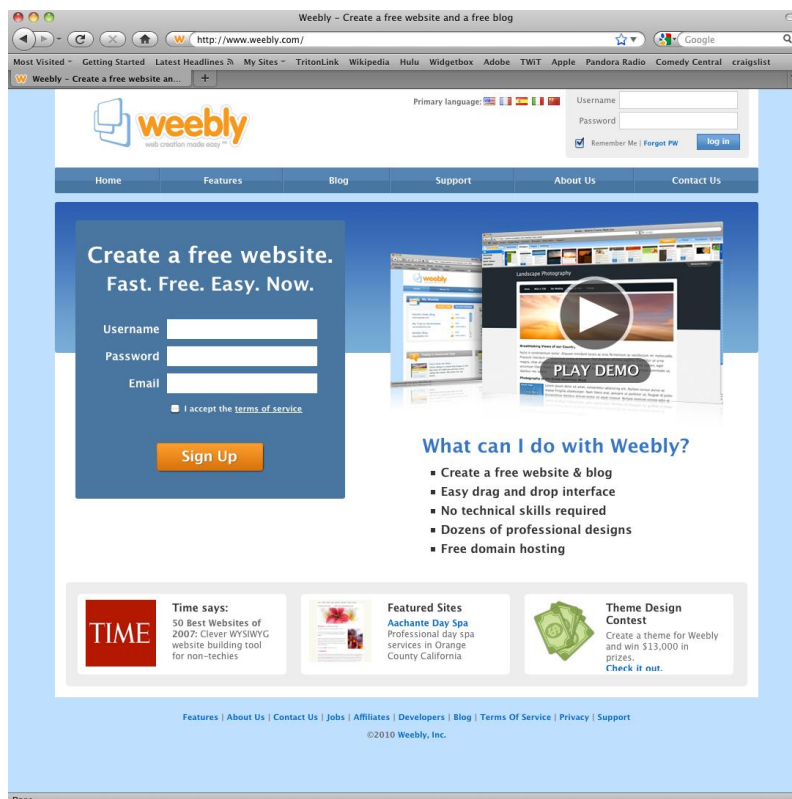 Weebly – Create a free website and a free blog
http://www.weebly.com/
Google
Most Visited Getting Started Latest Headlines My Sites TritonLink Wikipedia Hulu Widgetbox Adobe TWiT Apple Pandora Radio Comedy Central craigslist
Weebly – Create a free website an...
weebly
web creation made easy
Primary language:
Username
Password
Remember Me | Forgot PW
log in
Home Features Blog Support About Us Contact Us
Create a free website.
Fast. Free. Easy. Now.
Username
Password
Email
I accept the terms of service
Sign Up
weebly
Landscape Photography
PLAY DEMO
What can I do with Weebly?
Create a free website & blog
Easy drag and drop interface
No technical skills required
Dozens of professional designs
Free domain hosting
TIME
Time says:
50 Best Websites of
2007: Clever WYSIWYG
website building tool
for non-techies
Featured Sites
Aachante Day Spa
Professional day spa
services in Orange
County California
Theme Design
Contest
Create a theme for Weebly
and win $13,000 in
prizes.
Check it out.
Features | About Us | Contact Us | Jobs | Affiliates | Developers | Blog | Terms Of Service | Privacy | Support
©2010 Weebly, Inc.